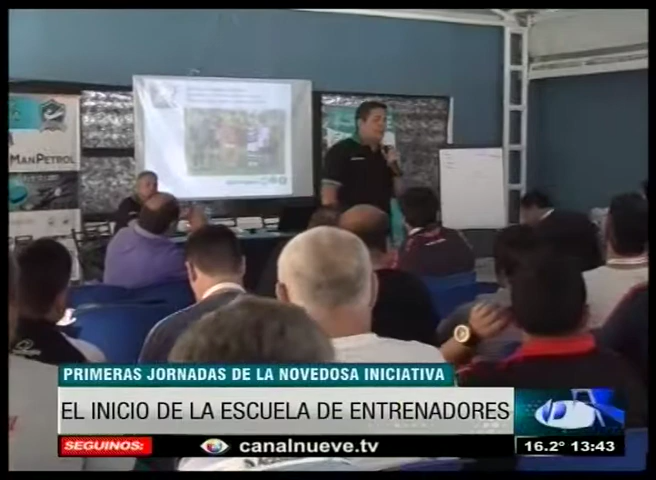 MANPETROL
PRIMERAS JORNADAS DE LA NOVEDOSA INICIATIVA
EL INICIO DE LA ESCUELA DE ENTRENADORES
SEGUINOS:
canalnueve.tv
16.2° 13:43